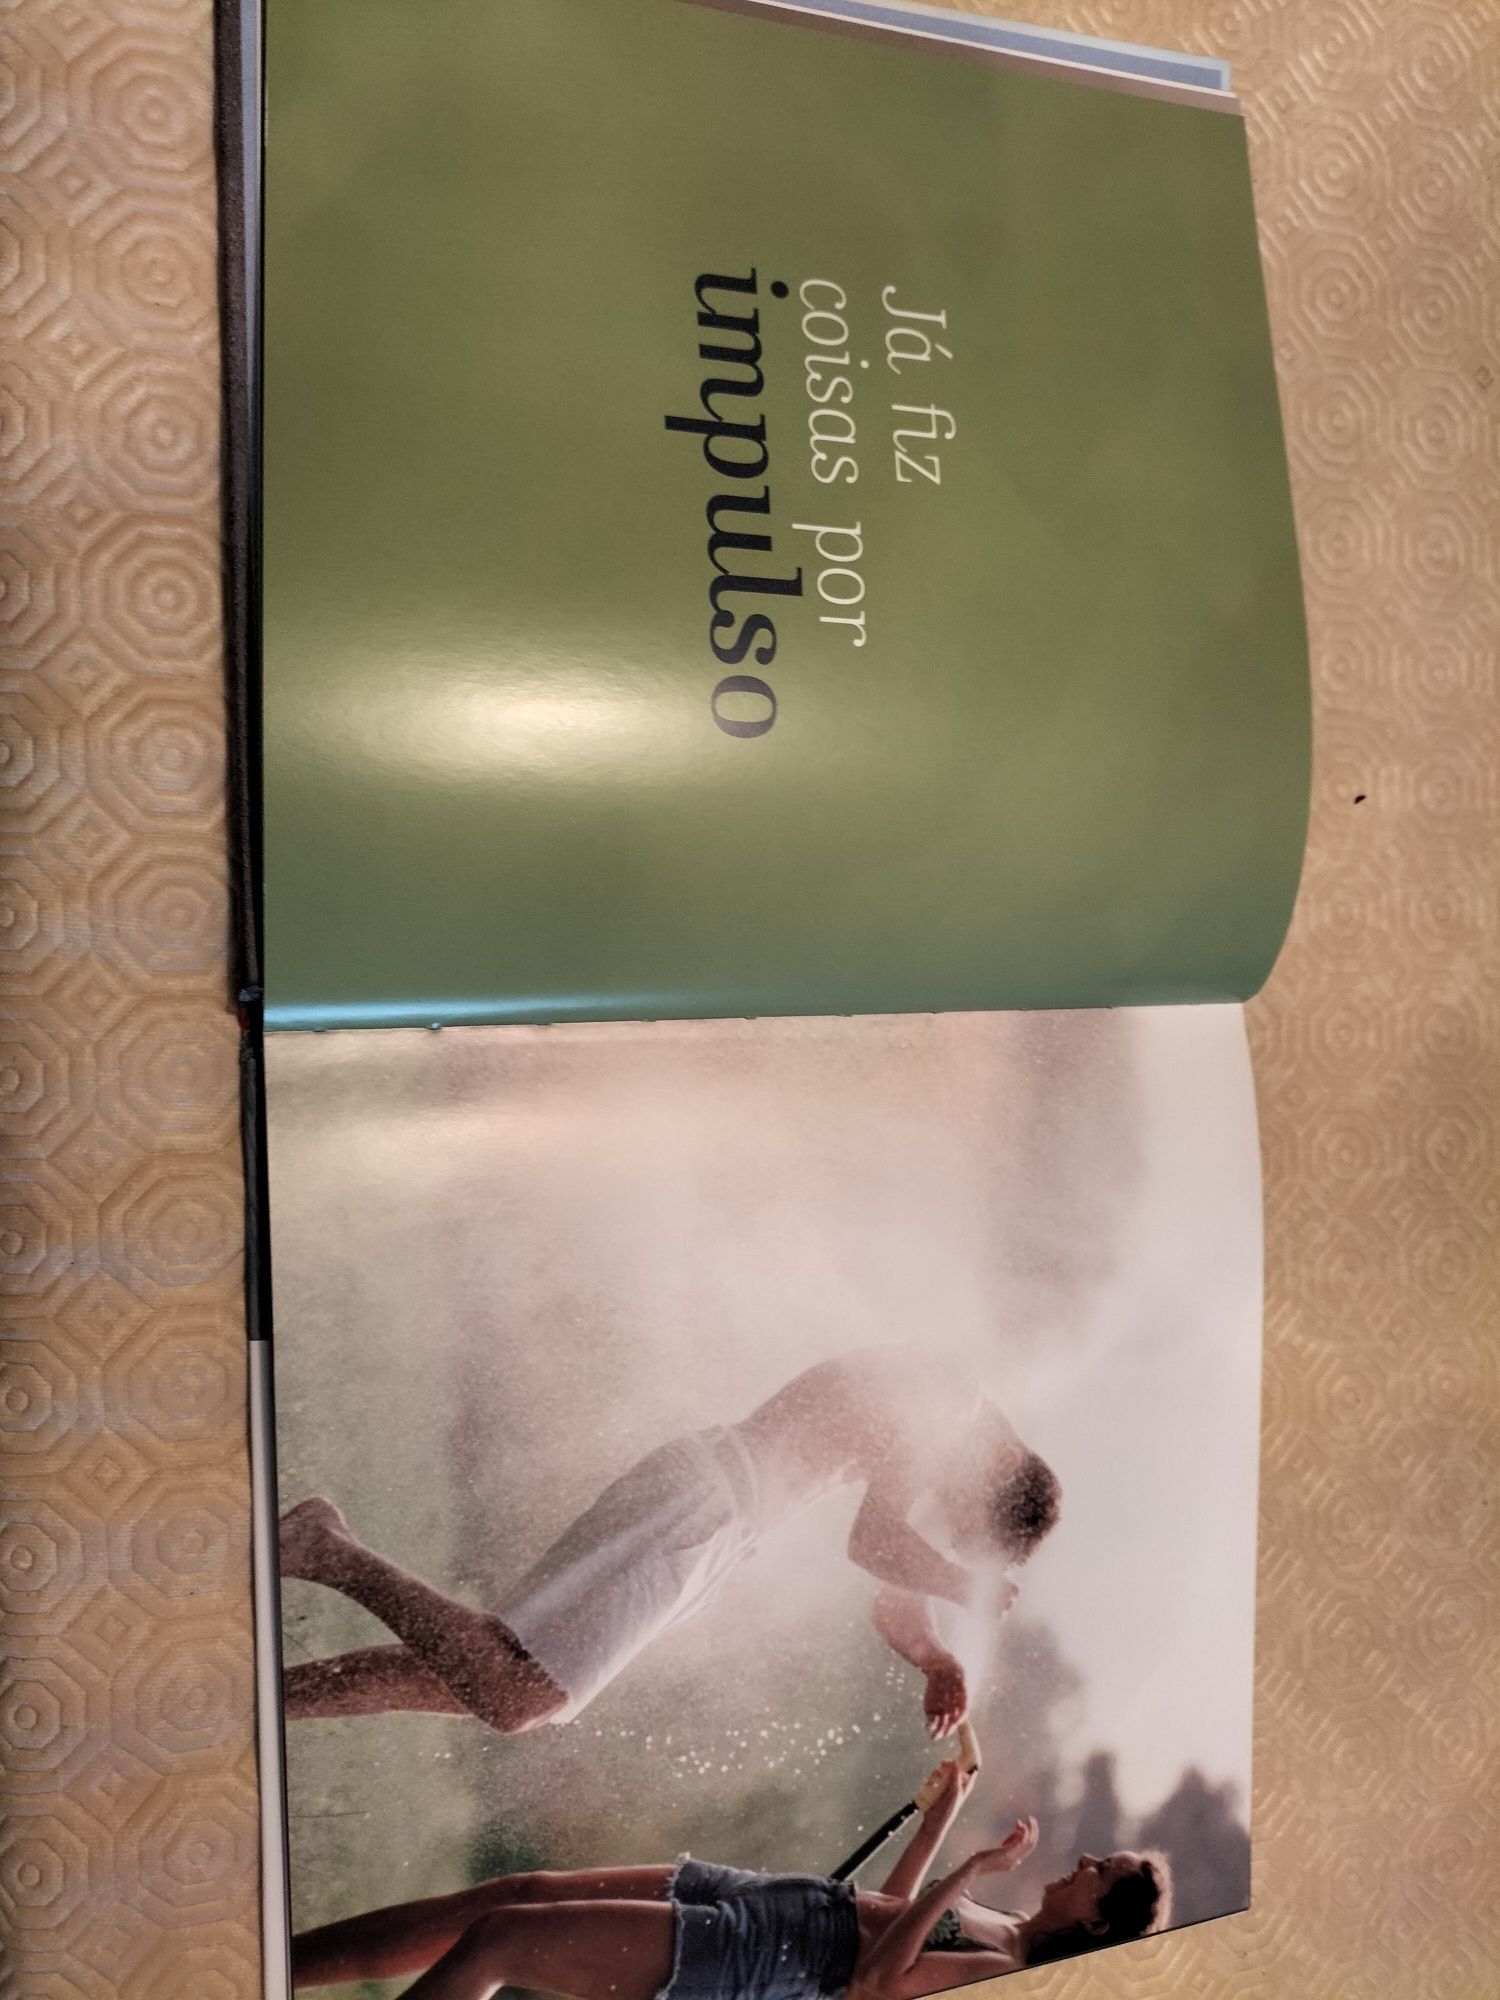 Já fiz
coisas por
impulso